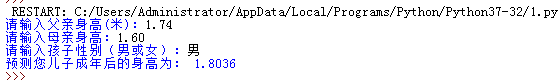 RESTART: C:/Users/Administrator/AppData/Local/Programs/Python/Python37-32/1.py
请输入父亲身高(米)：1.74
请输入母亲身高：1.60
请输入孩子性别（男或女）：男
预测您儿子成年后的身高为： 1.8036
>>>